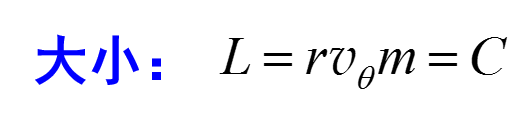 大小： L = rv_θm = C